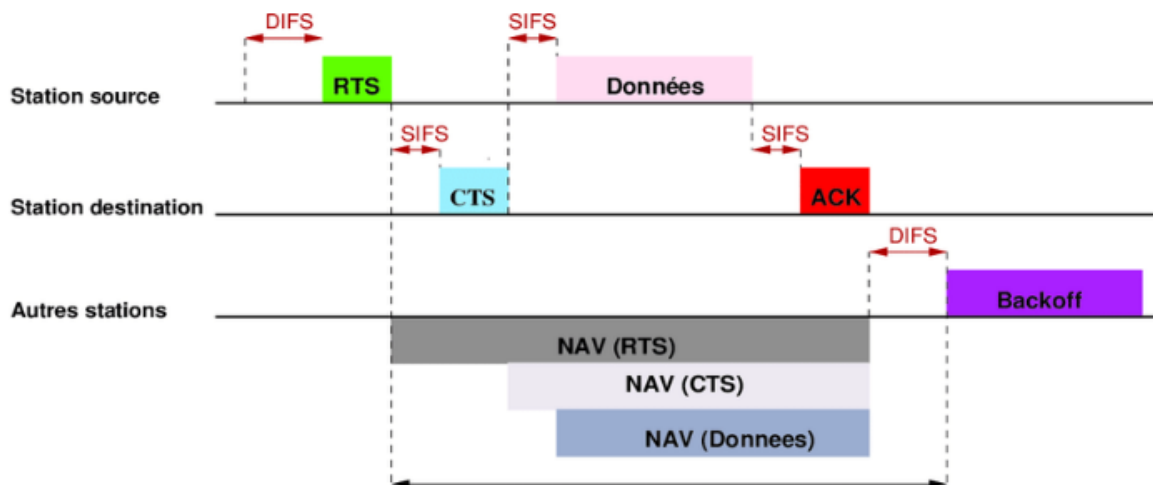 DIFS
SIFS
RTS
Données
Station source
SIFS
SIFS
CTS
ACK
Station destination
DIFS
Backoff
Autres stations
NAV (RTS)
NAV (CTS)
NAV (Donnees)